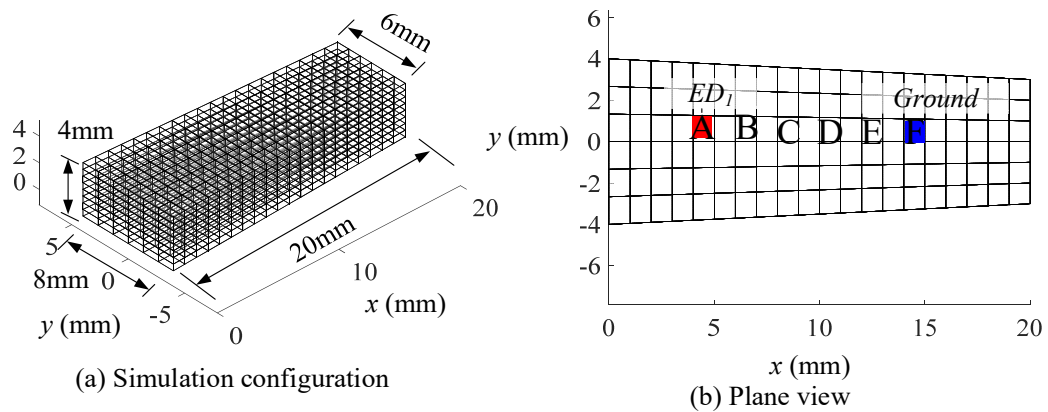 6mm
4
2
0
4mm
20mm
5
0
-5
8mm
0
10
20
x (mm)
y (mm)
(a) Simulation configuration
6
4
2
0
-2
-4
-6
y (mm)
ED1
Ground
A B C D E F
0 5 10 15 20
x (mm)
(b) Plane view